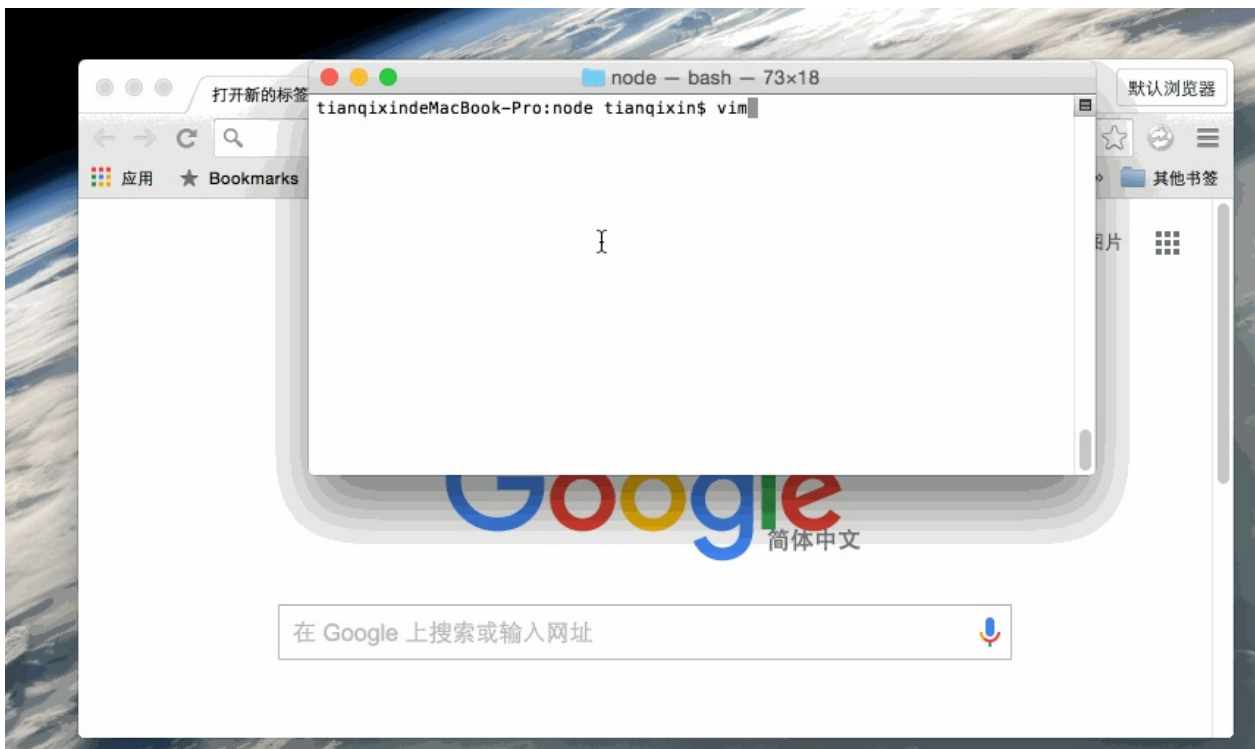 node — bash — 73×18
打开新的标签
默认浏览器
tianqixindeMacBook-Pro:node tianqixin$ vim
应用
Bookmarks
»
其他书签
图片
Google
简体中文
在 Google 上搜索或输入网址